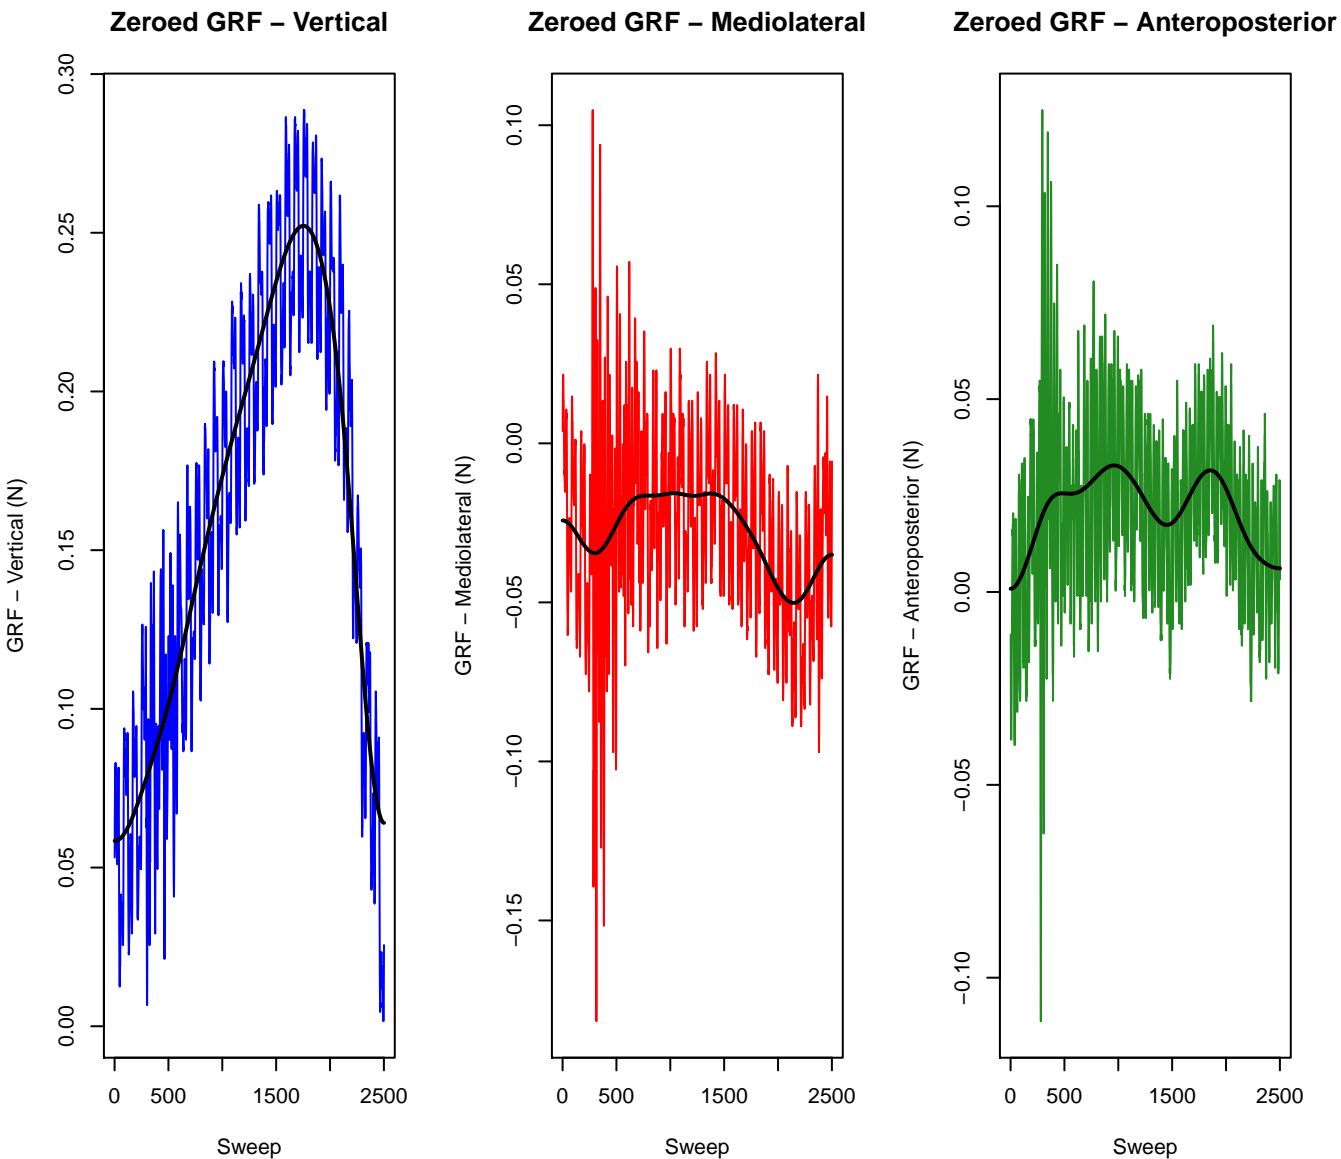 Zeroed GRF – Vertical
GRF – Vertical (N)
0.30
0.25
0.20
0.15
0.10
0.05
0.00
0 500 1500 2500
Sweep
Zeroed GRF – Mediolateral
GRF – Mediolateral (N)
0.10
0.05
0.00
−0.05
−0.10
−0.15
0 500 1500 2500
Sweep
Zeroed GRF – Anteroposterior
GRF – Anteroposterior (N)
0.10
0.05
0.00
−0.05
−0.10
0 500 1500 2500
Sweep